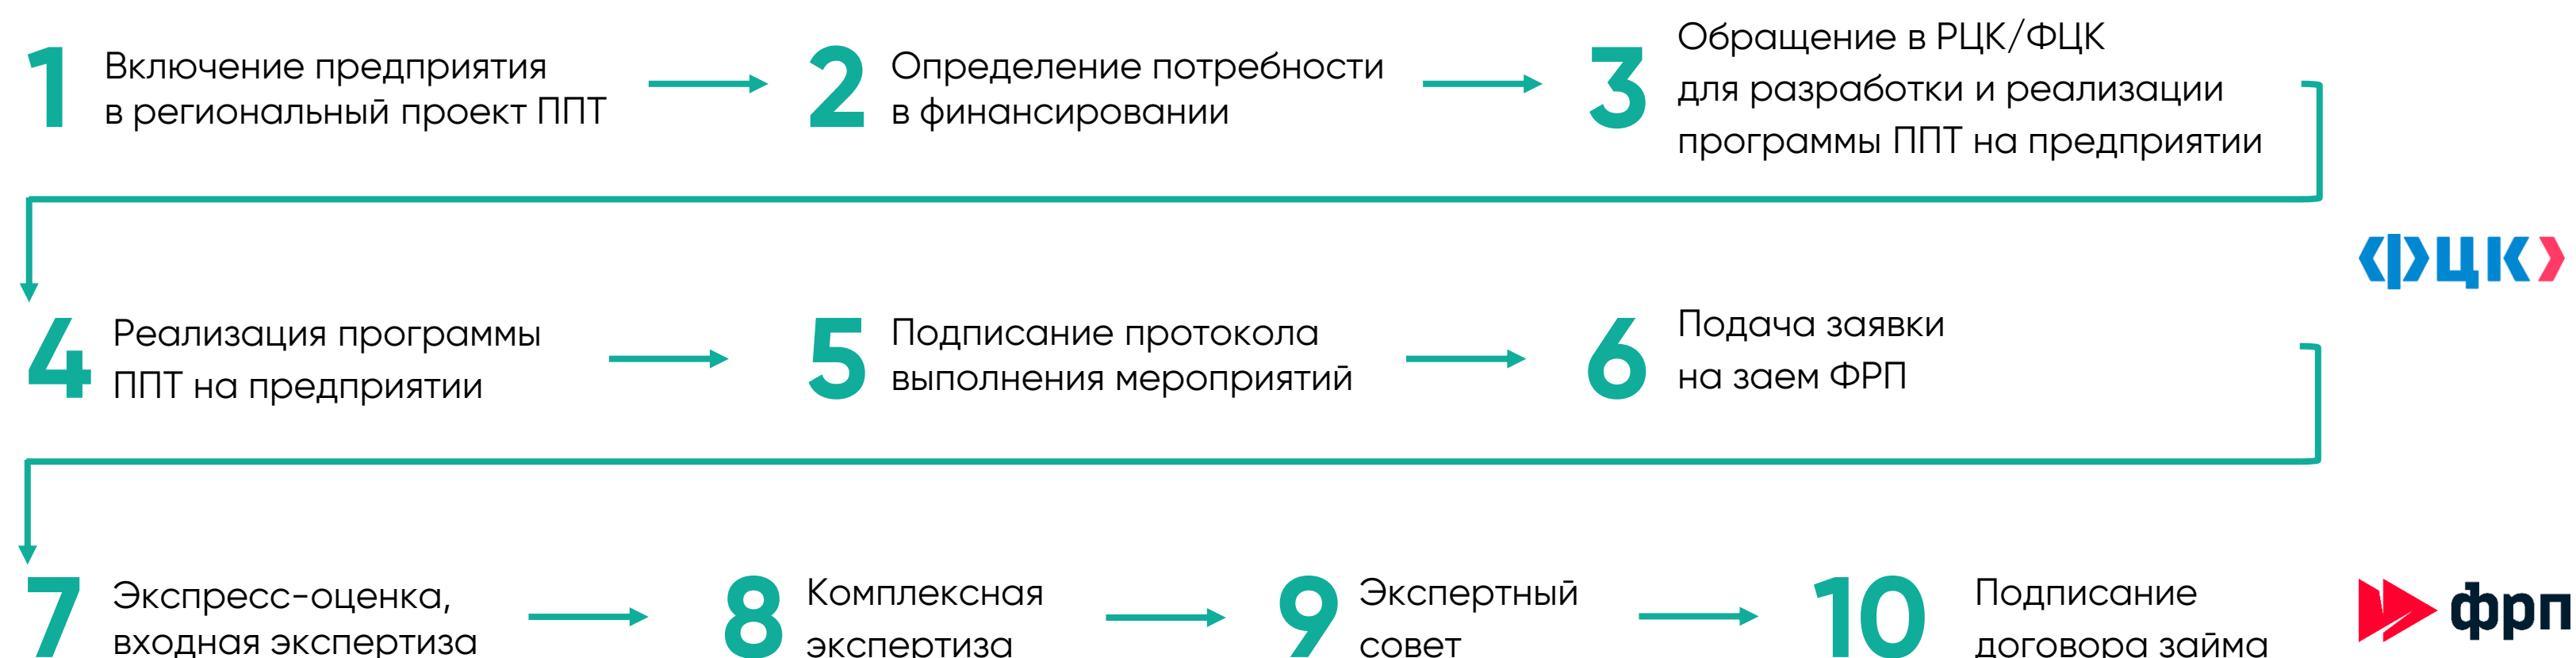 1
Включение предприятия
в региональный проект ППТ
2
Определение потребности
в финансировании
3
Обращение в РЦК/ФЦК
для разработки и реализации
программы ППТ на предприятии
ФЦК
4
Реализация программы
ППТ на предприятии
5
Подписание протокола
выполнения мероприятий
6
Подача заявки
на заем ФРП
7
Экспресс-оценка,
входная экспертиза
8
Комплексная
экспертиза
9
Экспертный
совет
10
Подписание
договора займа
фрп